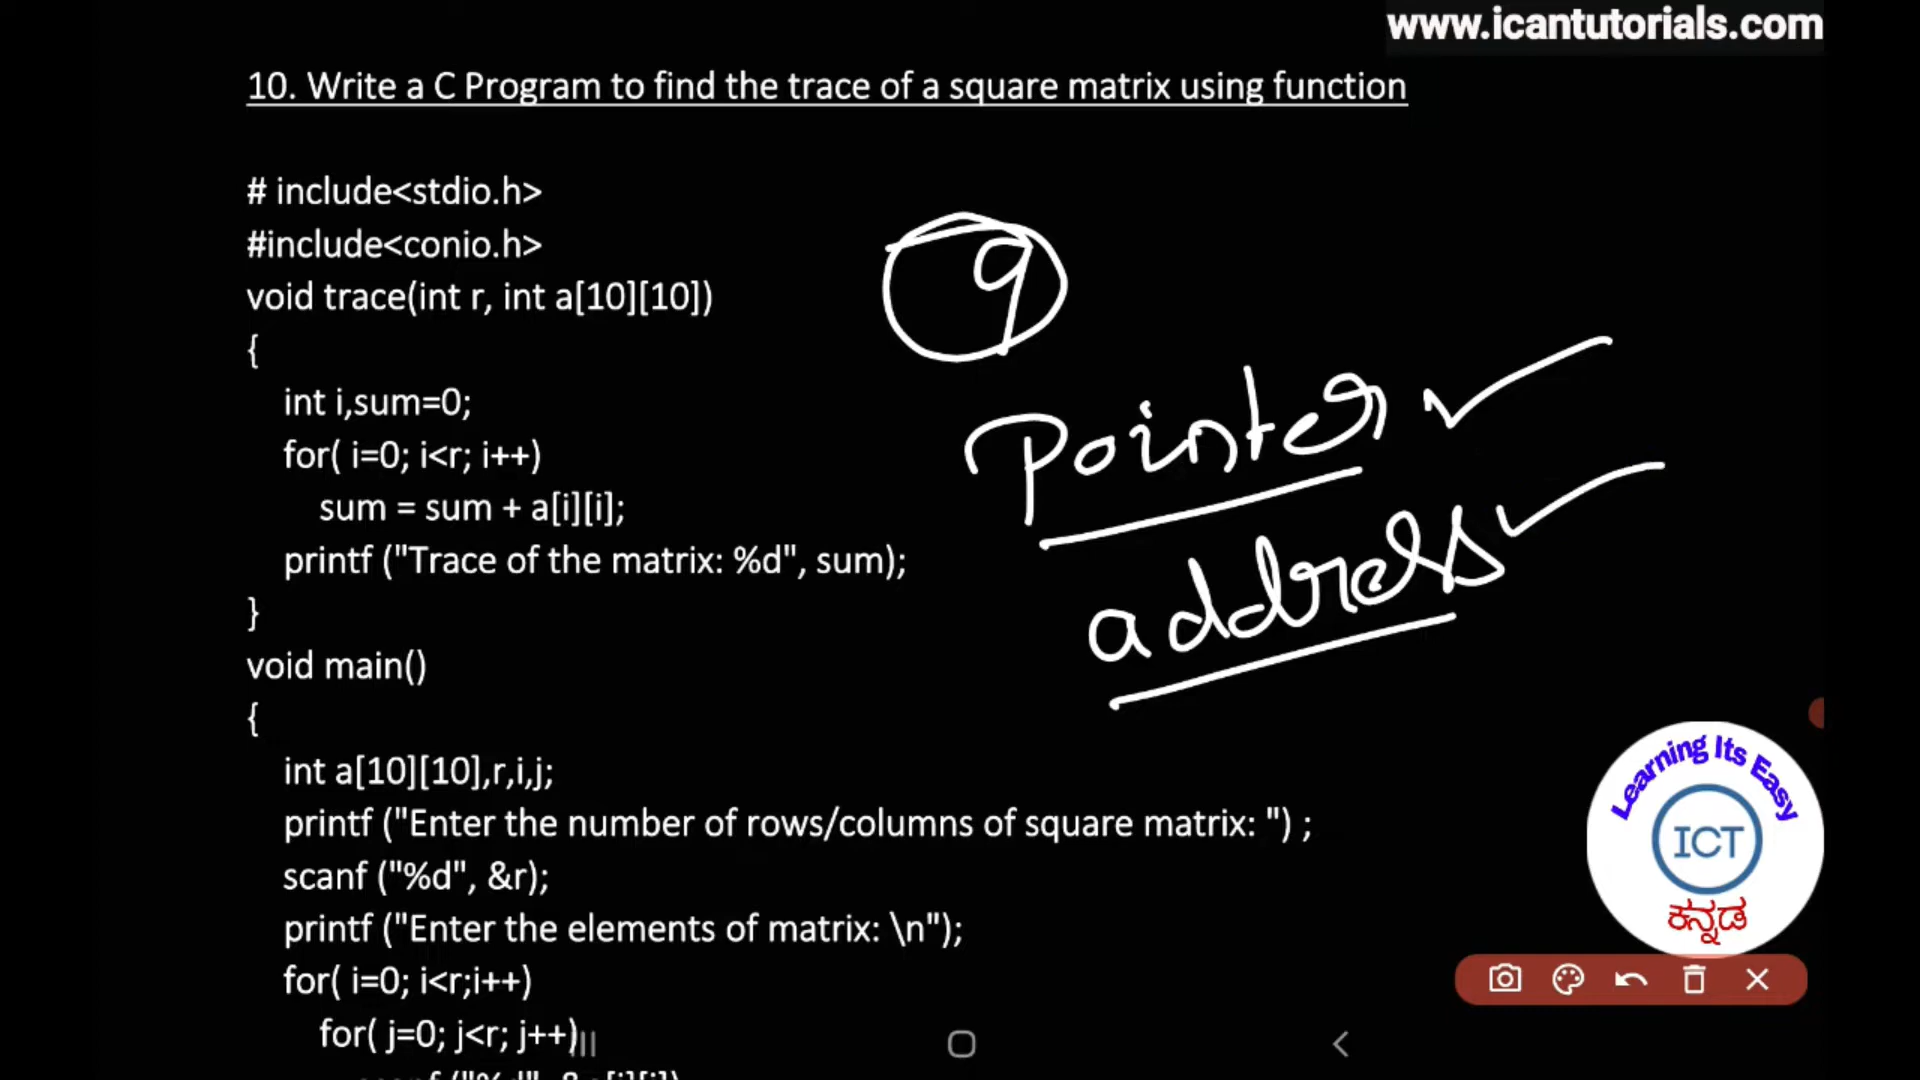 www.icantutorials.com
10. Write a C Program to find the trace of a square matrix using function
# include<stdio.h>
#include<conio.h>
void trace(int r, int a[10][10])
{
int i,sum=0;
for( i=0; i<r; i++)
sum = sum + a[i][i];
printf ("Trace of the matrix: %d", sum);
}
void main()
{
int a[10][10],r,i,j;
printf ("Enter the number of rows/columns of square matrix: ") ;
scanf ("%d", &r);
printf ("Enter the elements of matrix: \n");
for( i=0; i<r;i++)
for( j=0; j<r; j++)
9
Pointer
address
Learning Its Easy
ICT
ಕನ್ನಡ